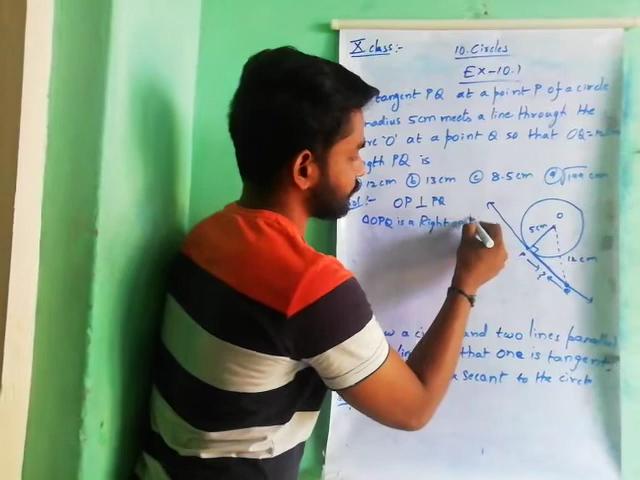 X class:-
10. Circles
Ex-10.1
tangent PQ at a point P of a circle
radius 5cm meets a line through the
'O' at a point Q so that OQ=
PQ is
12cm (b) 13cm (c) 8.5cm (d) cm
:- OP ⊥ PQ
ΔOPQ is a Right
O
5cm
P
12cm
?
a and two lines
that one is tangent
a secant to the circle